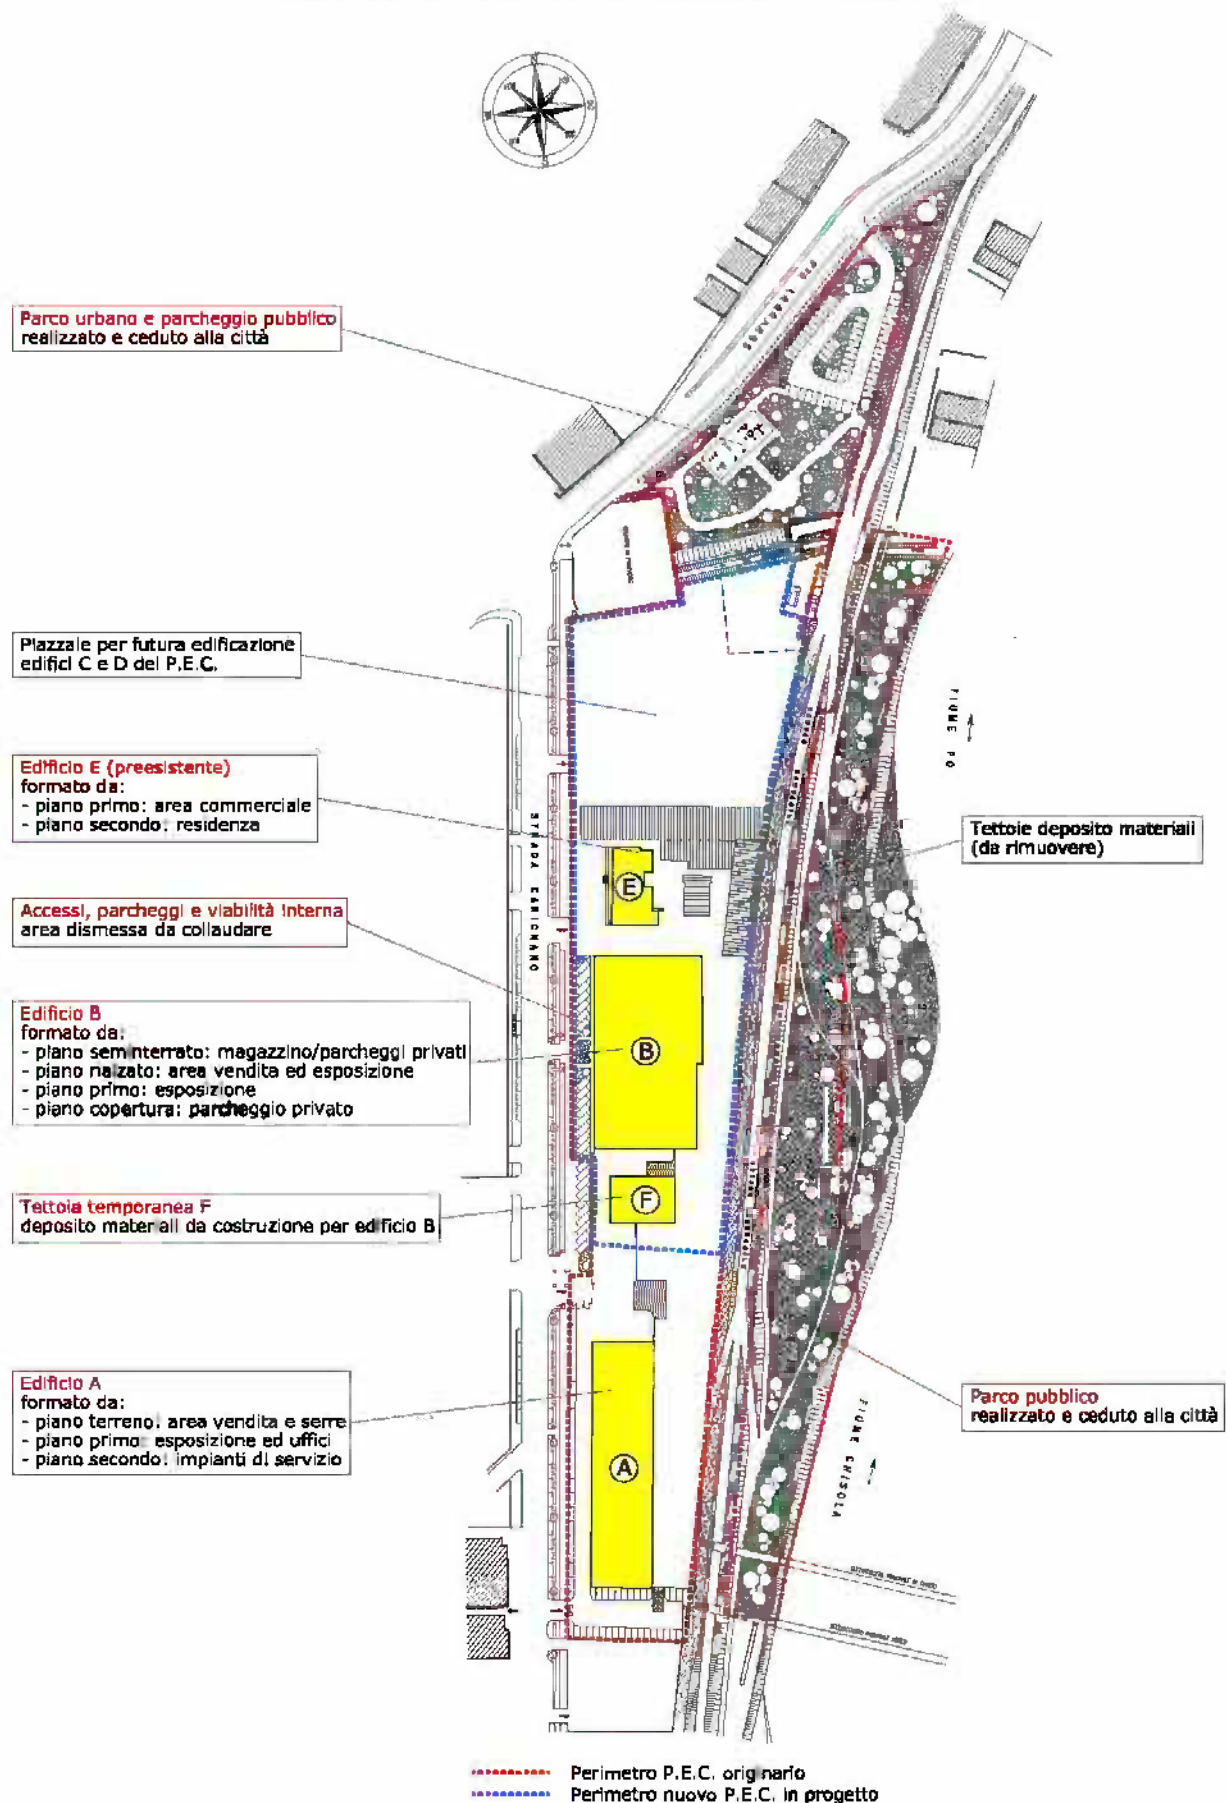 Parco urbano e parcheggio pubblico
realizzato e ceduto alla città
Piazzale per futura edificazione
edifici C e D del P.E.C.
FIUME PO
Edificio E (preesistente)
formato da:
- piano primo: area commerciale
- piano secondo: residenza
STRADA CARIGNANO
Tettoie deposito materiali
(da rimuovere)
E
Accessi, parcheggi e viabilità interna
area dismessa da collaudare
Edificio B
formato da:
- piano seminterrato: magazzino/parcheggi privati
- piano rialzato: area vendita ed esposizione
- piano primo: esposizione
- piano copertura: parcheggio privato
B
Tettoia temporanea F
deposito materiali da costruzione per edificio B
F
Edificio A
formato da:
- piano terreno: area vendita e serre
- piano primo: esposizione ed uffici
- piano secondo: impianti di servizio
A
Parco pubblico
realizzato e ceduto alla città
FIUME CHISOLA
Perimetro P.E.C. originario
Perimetro nuovo P.E.C. in progetto